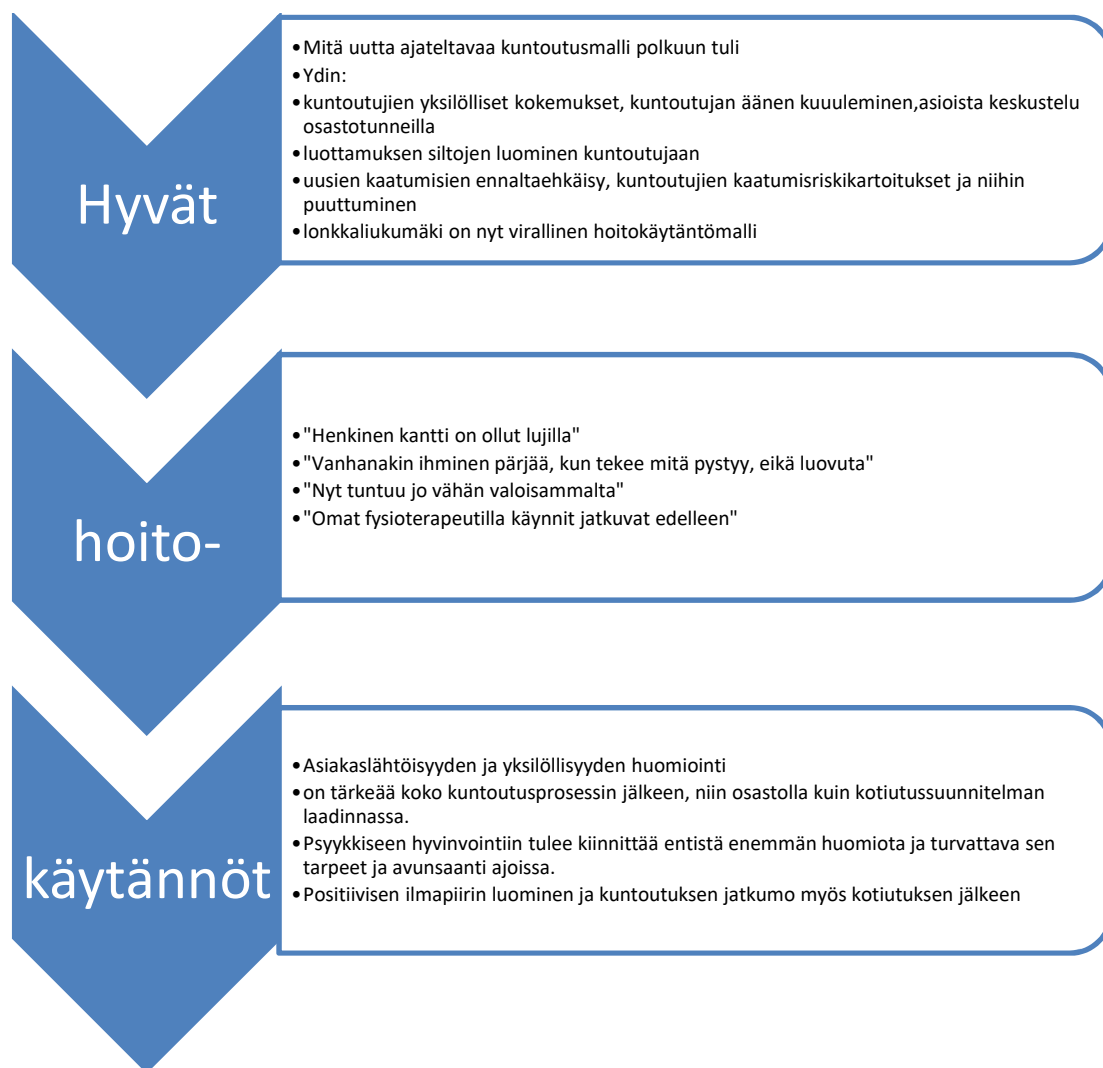 Hyvät
•Mitä uutta ajateltavaa kuntoutusmalli polkuun tuli
•Ydin:
•kuntoutujien yksilölliset kokemukset, kuntoutujan äänen kuuuleminen,asioista keskustelu
osastotunneilla
•luottamuksen siltojen luominen kuntoutujaan
•uusien kaatumisien ennaltaehkäisy, kuntoutujien kaatumisriskikartoitukset ja niihin
puuttuminen
•lonkkaliukumäki on nyt virallinen hoitokäytäntömalli
hoito-
•"Henkinen kantti on ollut lujilla"
•"Vanhanakin ihminen pärjää, kun tekee mitä pystyy, eikä luovuta"
•"Nyt tuntuu jo vähän valoisammalta"
•"Omat fysioterapeutilla käynnit jatkuvat edelleen"
käytännöt
•Asiakaslähtöisyyden ja yksilöllisyyden huomiointi
•on tärkeää koko kuntoutusprosessin jälkeen, niin osastolla kuin kotiutussuunnitelman
laadinnassa.
•Psyykkiseen hyvinvointiin tulee kiinnittää entistä enemmän huomiota ja turvattava sen
tarpeet ja avunsaanti ajoissa.
•Positiivisen ilmapiirin luominen ja kuntoutuksen jatkumo myös kotiutuksen jälkeen